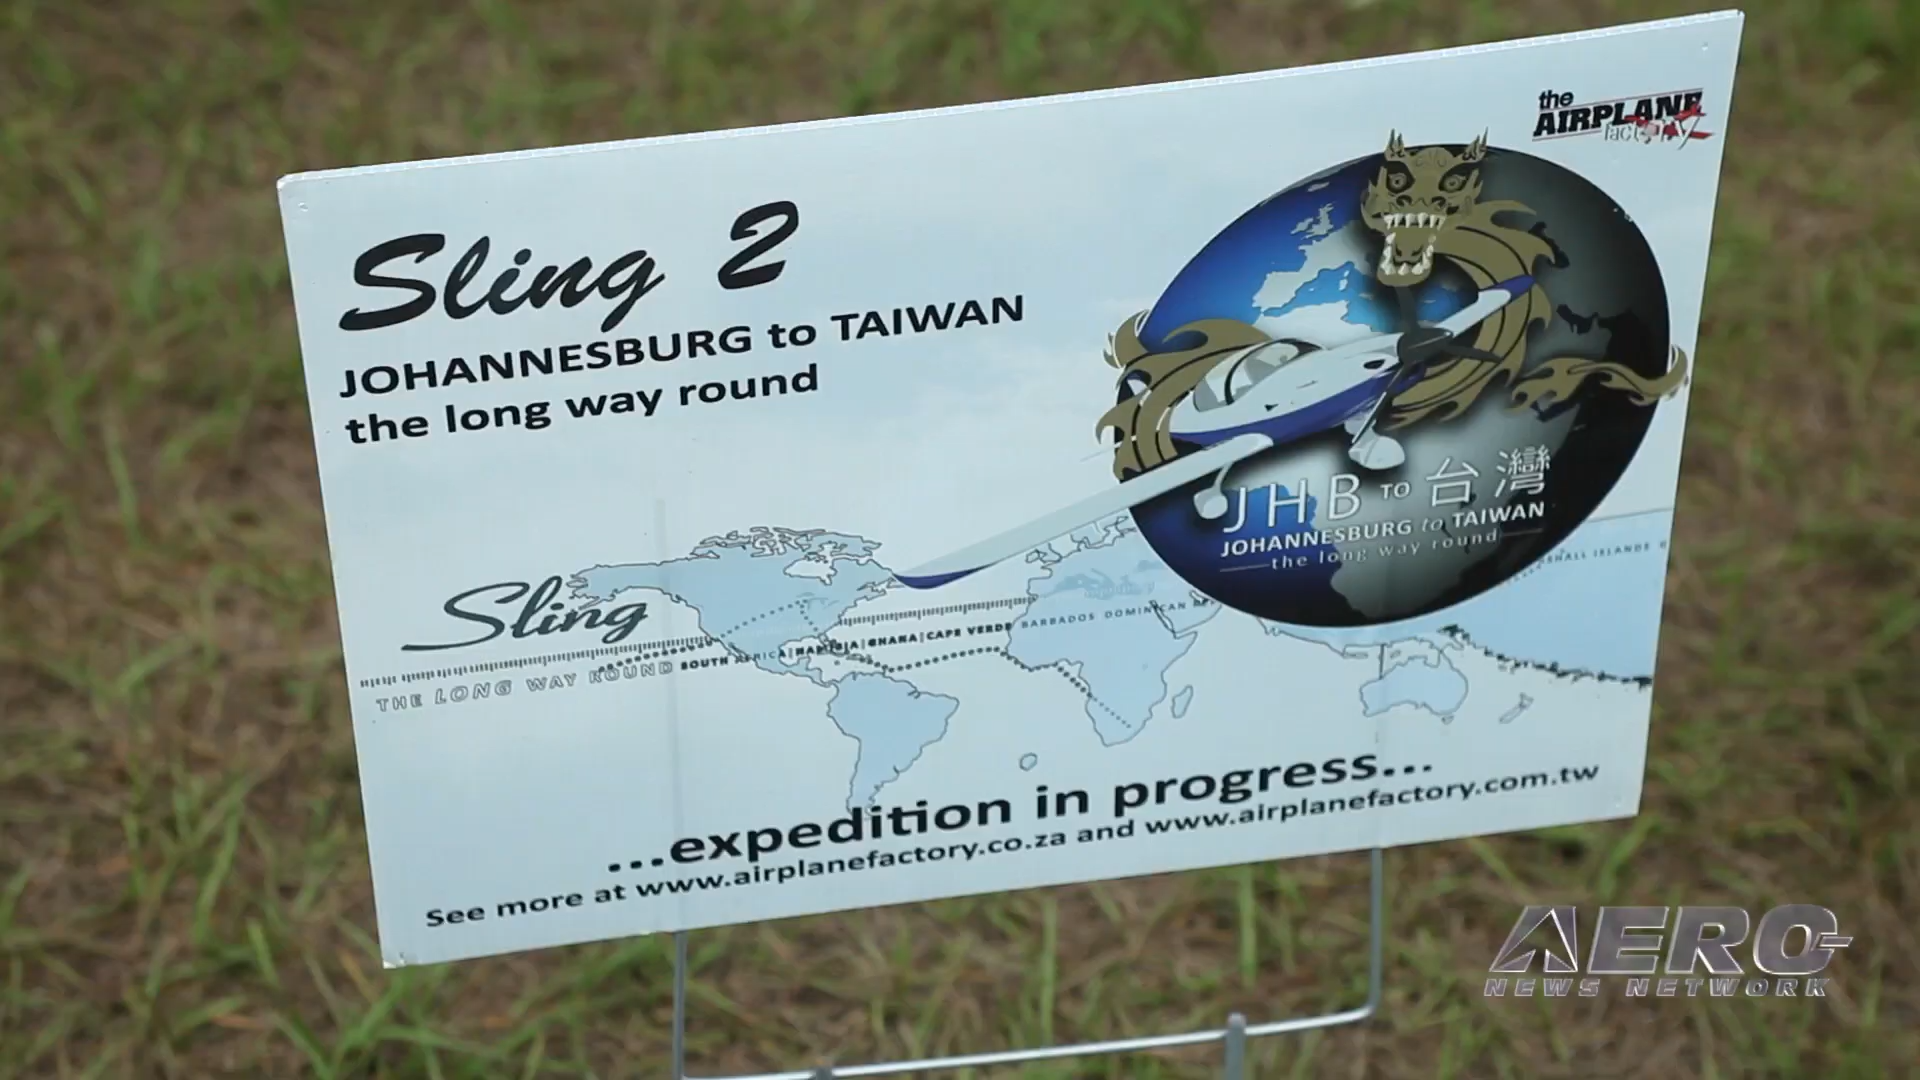 the
AIRPLANE
factory
Sling 2
JOHANNESBURG to TAIWAN
the long way round
JHB TO 台灣
JOHANNESBURG to TAIWAN
the long way round
Sling
THE LONG WAY ROUND SOUTH AFRICA | NAMIBIA | GHANA | CAPE VERDE BARBADOS DOMINICAN
...expedition in progress...
See more at www.airplanefactory.co.za and www.airplanefactory.com.tw
AERO
NEWS NETWORK